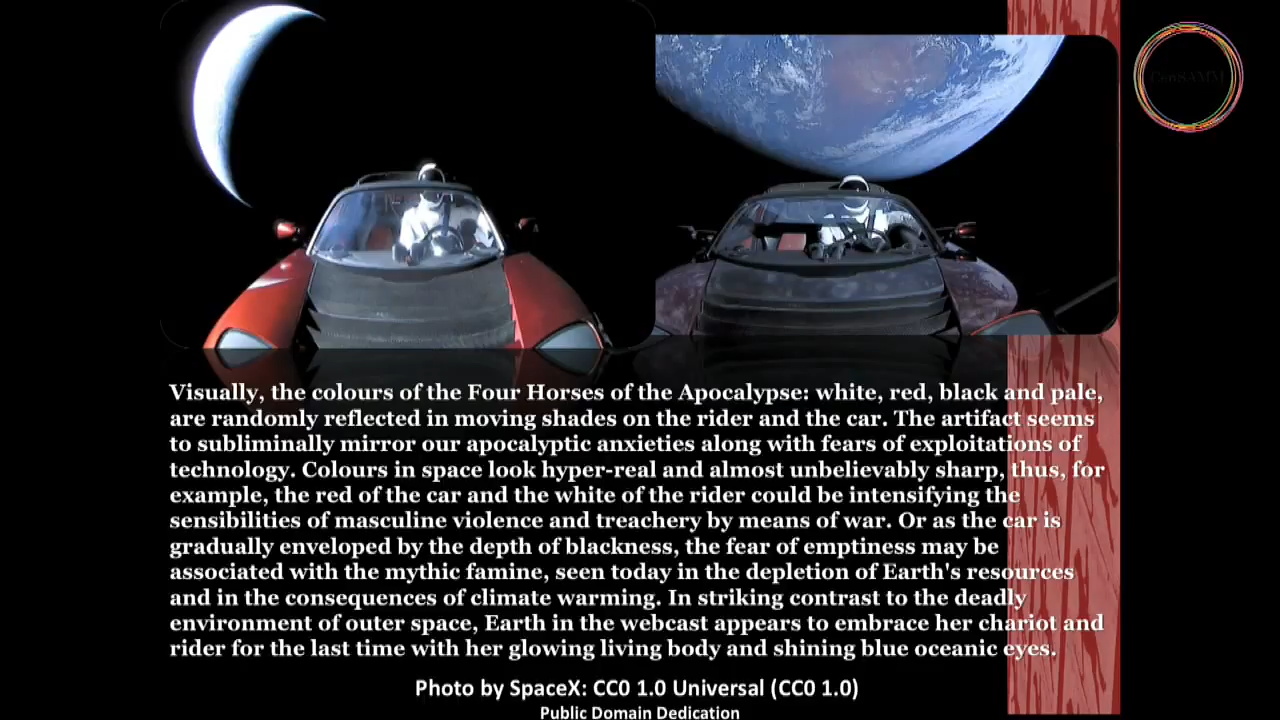 CenSAMM
Visually, the colours of the Four Horses of the Apocalypse: white, red, black and pale,
are randomly reflected in moving shades on the rider and the car. The artifact seems
to subliminally mirror our apocalyptic anxieties along with fears of exploitations of
technology. Colours in space look hyper-real and almost unbelievably sharp, thus, for
example, the red of the car and the white of the rider could be intensifying the
sensibilities of masculine violence and treachery by means of war. Or as the car is
gradually enveloped by the depth of blackness, the fear of emptiness may be
associated with the mythic famine, seen today in the depletion of Earth's resources
and in the consequences of climate warming. In striking contrast to the deadly
environment of outer space, Earth in the webcast appears to embrace her chariot and
rider for the last time with her glowing living body and shining blue oceanic eyes.
Photo by SpaceX: CC0 1.0 Universal (CC0 1.0)
Public Domain Dedication